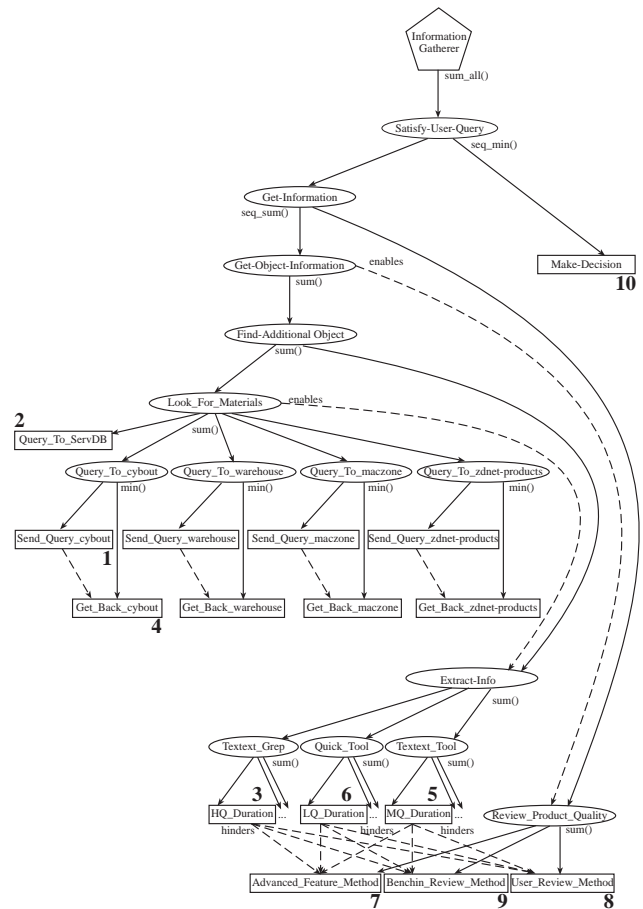 Information
Gatherer
sum_all()
Satisfy-User-Query
seq_min()
Get-Information
seq_sum()
Get-Object-Information
enables
Make-Decision
sum()
10
Find-Additional Object
sum()
Look_For_Materials
enables
2
sum()
Query_To_ServDB
Query_To_cybout
Query_To_warehouse
Query_To_maczone
Query_To_zdnet-products
min()
min()
min()
min()
Send_Query_cybout
Send_Query_warehouse
Send_Query_maczone
Send_Query_zdnet-products
1
Get_Back_cybout
Get_Back_warehouse
Get_Back_maczone
Get_Back_zdnet-products
4
Extract-Info
sum()
Textext_Grep
Quick_Tool
Textext_Tool
sum()
sum()
sum()
3
6
5
HQ_Duration
...
LQ_Duration
...
MQ_Duration
...
Review_Product_Quality
hinders
hinders
hinders
sum()
Advanced_Feature_Method
Benchin_Review_Method
User_Review_Method
7
9
8